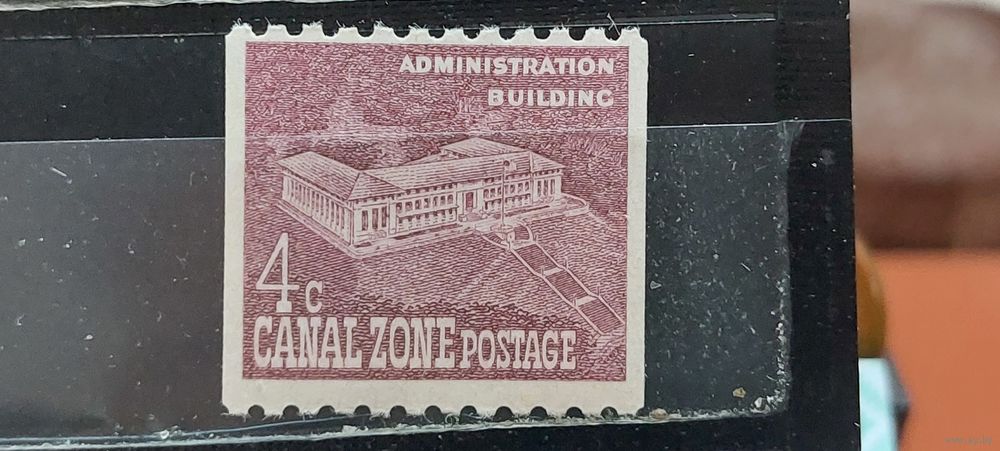 ADMINISTRATION
BUILDING
4c
CANAL ZONE POSTAGE